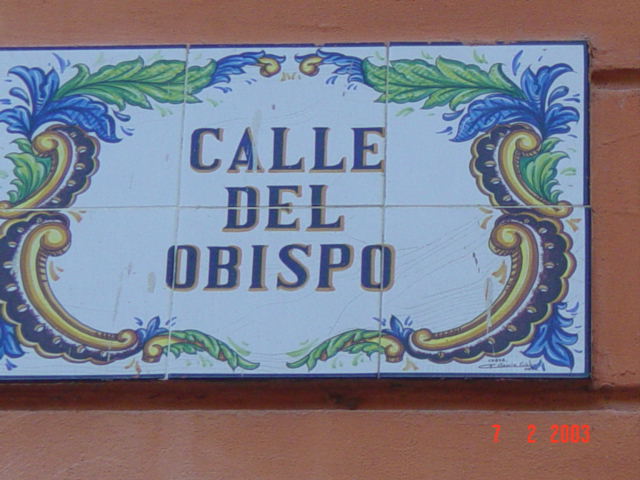 CALLE
DEL
OBISPO
7 2 2003